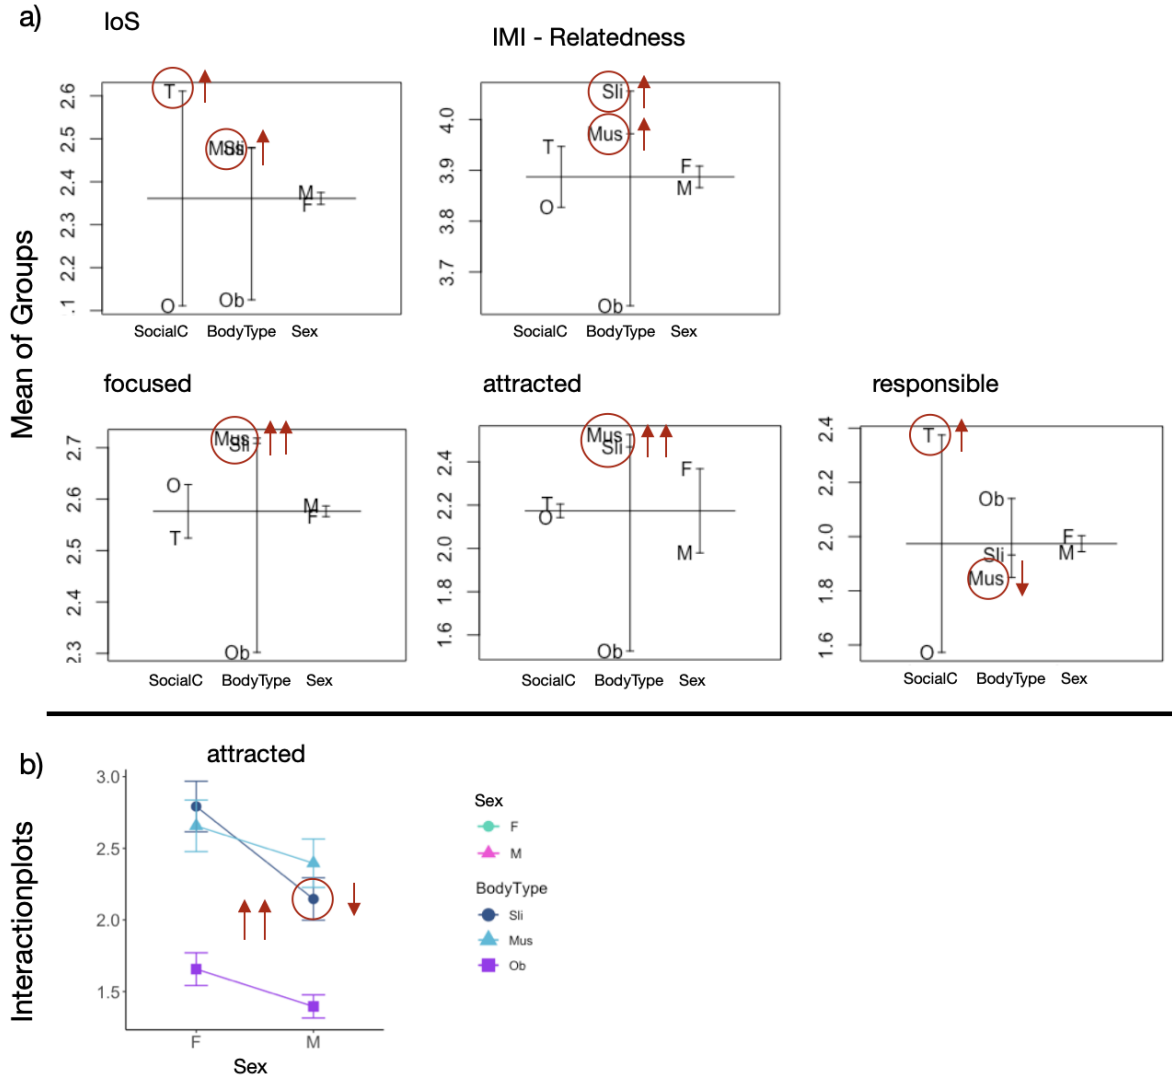 a)
IoS
IMI - Relatedness
Mean of Groups
2.6
2.5
2.4
2.3
2.2
.1
T
O
Mus
Sli
Ob
M
F
SocialC BodyType Sex
4.0
3.9
3.8
3.7
T
O
Sli
Mus
Ob
F
M
SocialC BodyType Sex
focused
2.7
2.6
2.5
2.4
2.3
O
T
Mus
Sli
Ob
M
F
SocialC BodyType Sex
attracted
2.4
2.2
2.0
1.8
1.6
T
O
Mus
Sli
Ob
F
M
SocialC BodyType Sex
responsible
2.4
2.2
2.0
1.8
1.6
T
O
Ob
Sli
Mus
F
M
SocialC BodyType Sex
b)
attracted
Interactionplots
3.0
2.5
2.0
1.5
F M
Sex
Sex
F
M
BodyType
Sli
Mus
Ob